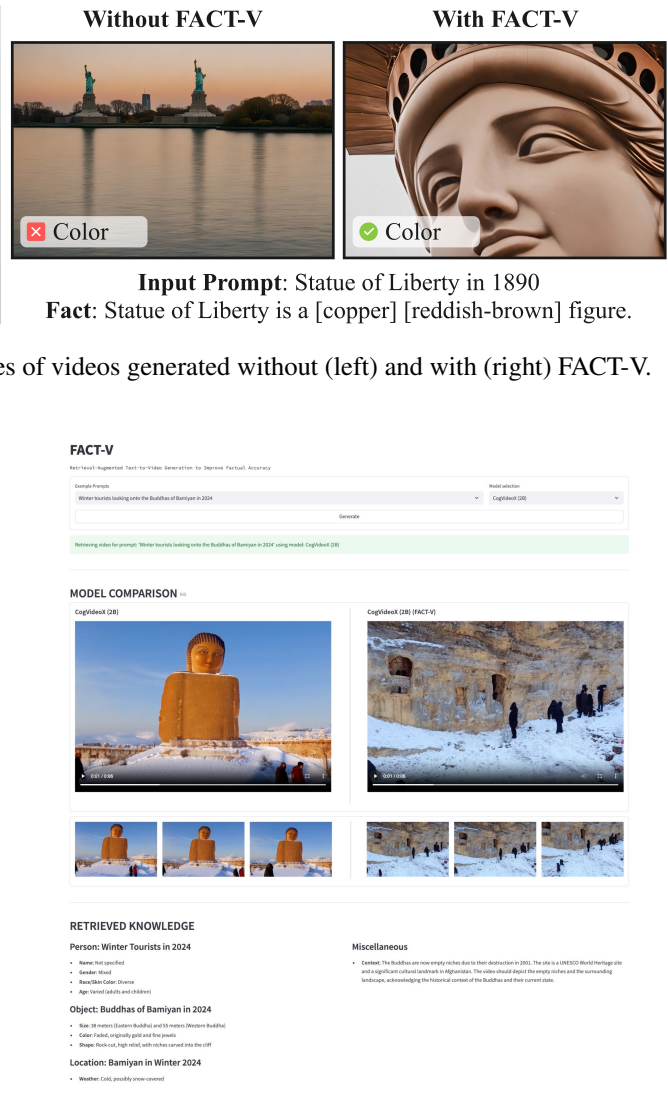 Without FACT-V
With FACT-V
Color
Color
Input Prompt: Statue of Liberty in 1890
Fact: Statue of Liberty is a [copper] [reddish-brown] figure.
es of videos generated without (left) and with (right) FACT-V.
FACT-V
Retrieval-Augmented Text-to-Video Generation to Improve Factual Accuracy
Example Prompts
Model selection
Winter tourists looking onto the Buddhas of Bamiyan in 2024
CogVideoX (2B)
Generate
Retrieving video for prompt: 'Winter tourists looking onto the Buddhas of Bamiyan in 2024' using model: CogVideoX (2B)
MODEL COMPARISON
CogVideoX (2B)
CogVideoX (2B) (FACT-V)
0:01 / 0:06
0:01 / 0:06
RETRIEVED KNOWLEDGE
Person: Winter Tourists in 2024
• Name: Not specified
• Gender: Mixed
• Race/Skin Color: Diverse
• Age: Varied (adults and children)
Object: Buddhas of Bamiyan in 2024
• Size: 38 meters (Eastern Buddha) and 55 meters (Western Buddha)
• Color: Faded, originally gold and fine jewels
• Shape: Rock-cut, high relief, with niches carved into the cliff
Location: Bamiyan in Winter 2024
• Weather: Cold, possibly snow-covered
Miscellaneous
• Context: The Buddhas are now empty niches due to their destruction in 2001. The site is a UNESCO World Heritage site
and a significant cultural landmark in Afghanistan. The video should depict the empty niches and the surrounding
landscape, acknowledging the historical context of the Buddhas and their current state.